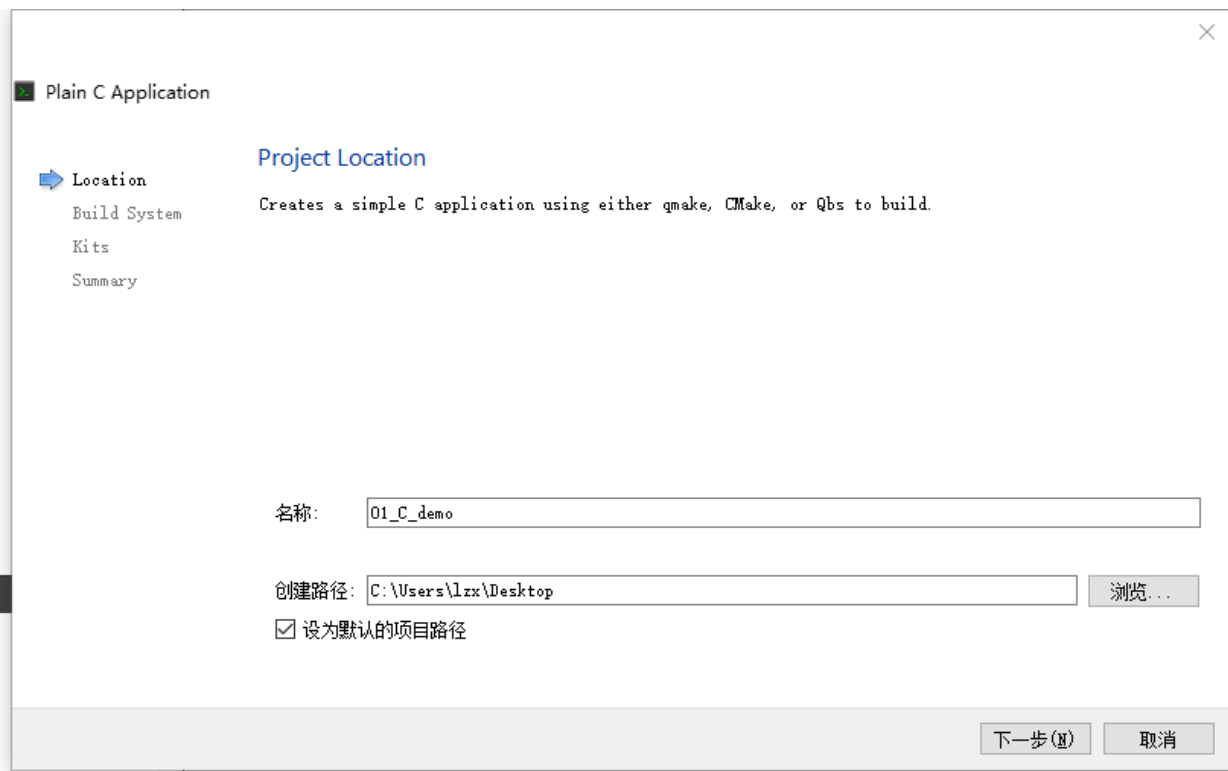 Plain C Application
Location
Build System
Kits
Summary
Project Location
Creates a simple C application using either qmake, CMake, or Qbs to build.
名称: 01_C_demo
创建路径: C:\Users\lzx\Desktop 浏览...
设为默认的项目路径
下一步(N) 取消